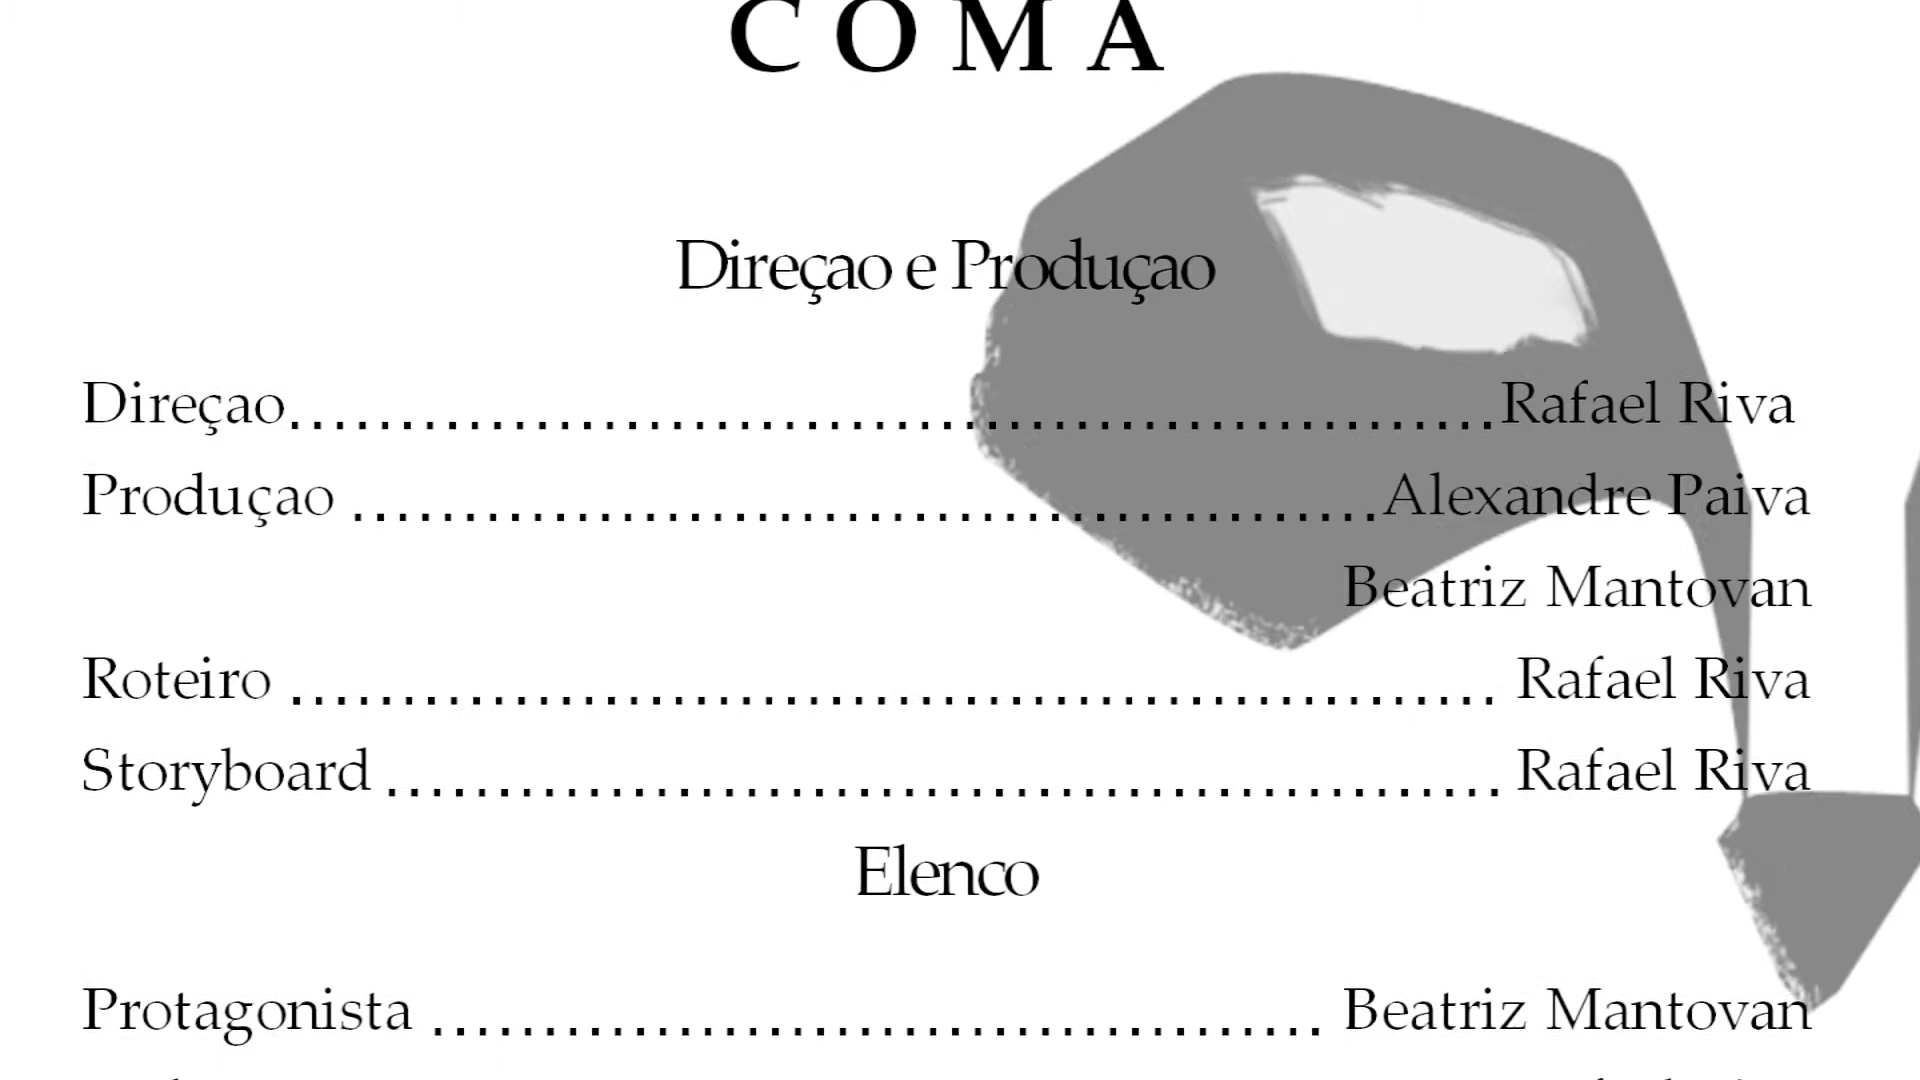 COMA
Direçao e Produçao
Direçao......................................................Rafael Riva
Produçao ..............................................Alexandre Paiva
Beatriz Mantovan
Roteiro ...................................................... Rafael Riva
Storyboard .................................................. Rafael Riva
Elenco
Protagonista ........................................ Beatriz Mantovan